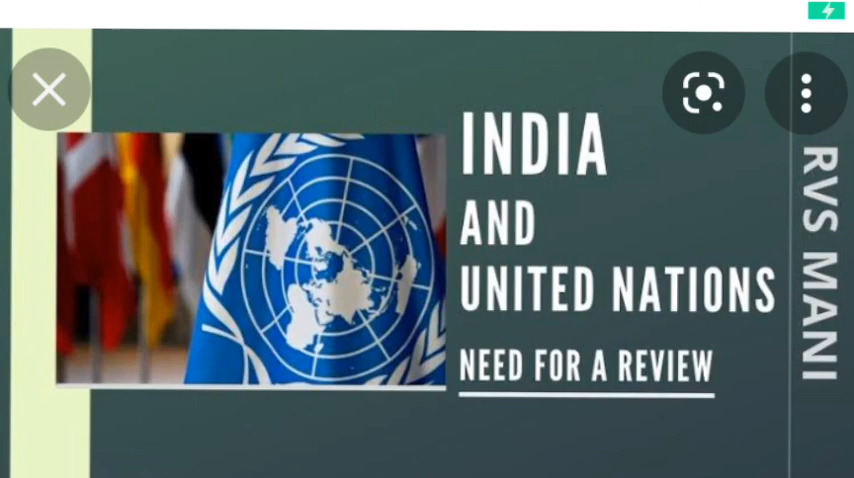 INDIA
AND
UNITED NATIONS
NEED FOR A REVIEW
RVS MANI